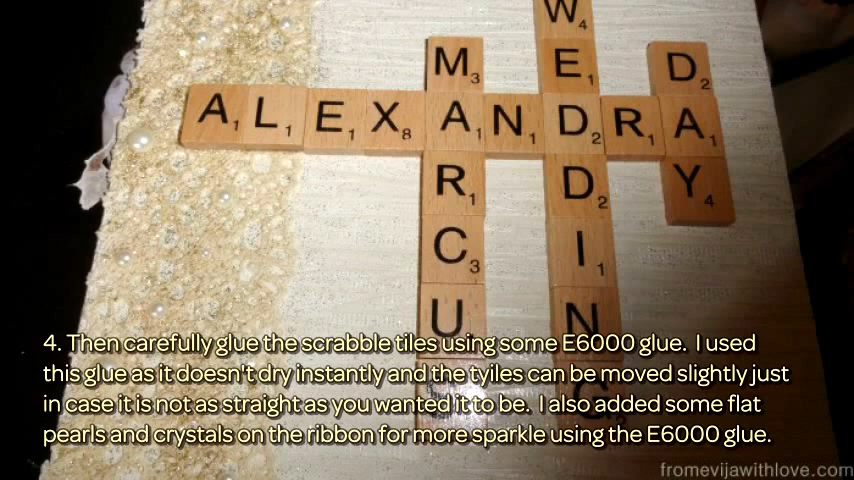 WEDDING
MARCUS
DAY
ALEXANDRA
4. Then carefully glue the scrabble tiles using some E6000 glue. I used
this glue as it doesn't dry instantly and the tyiles can be moved slightly just
in case it is not as straight as you wanted it to be. I also added some flat
pearls and crystals on the ribbon for more sparkle using the E6000 glue.
fromevijawithlove.com